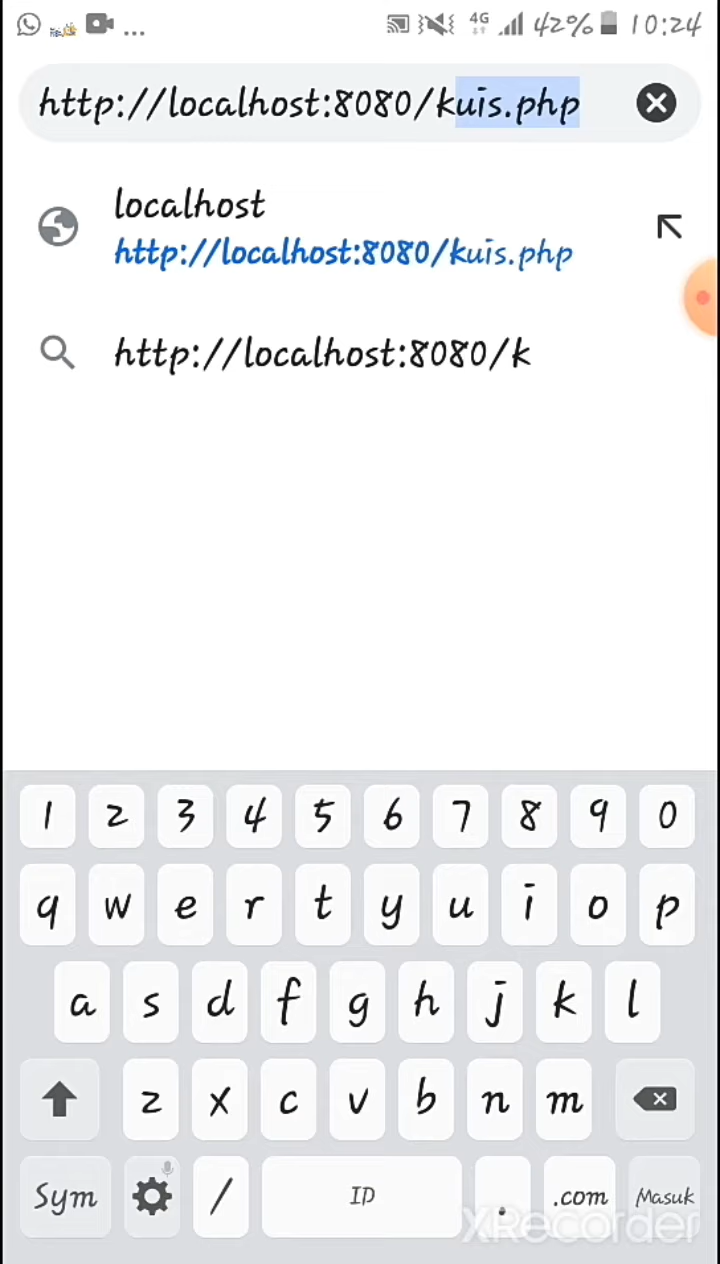 ... 4G 42% 10:24
http://localhost:8080/kuis.php
localhost
http://localhost:8080/kuis.php
http://localhost:8080/k
1 2 3 4 5 6 7 8 9 0
q w e r t y u i o p
a s d f g h j k l
z x c v b n m
Sym / ID . .com Masuk
XRecorder